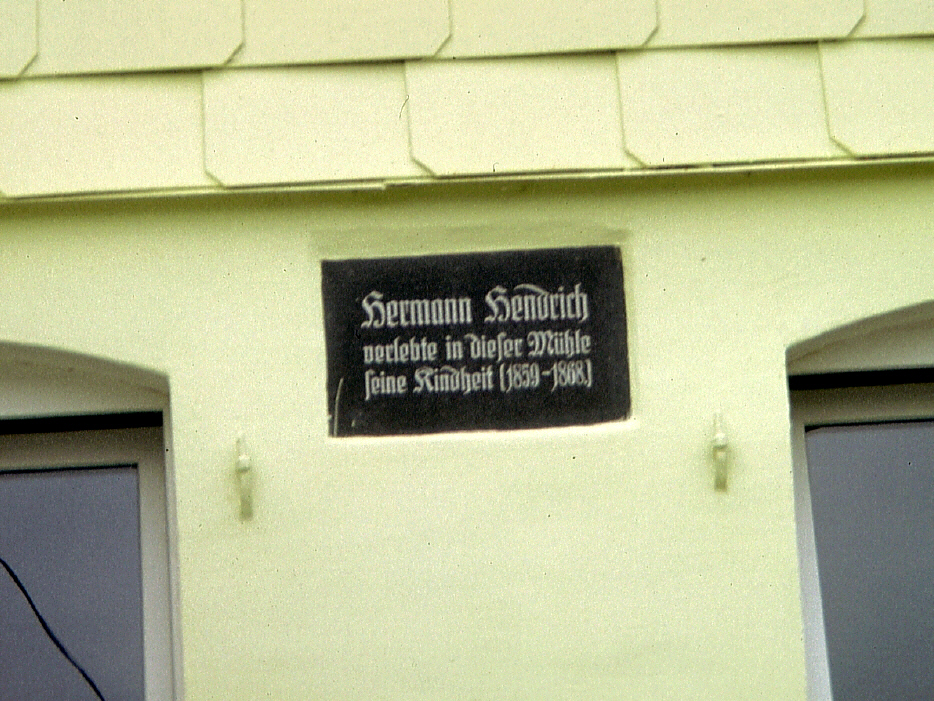 Hermann Hendrich
verlebte in dieser Mühle
seine Kindheit (1859-1868)